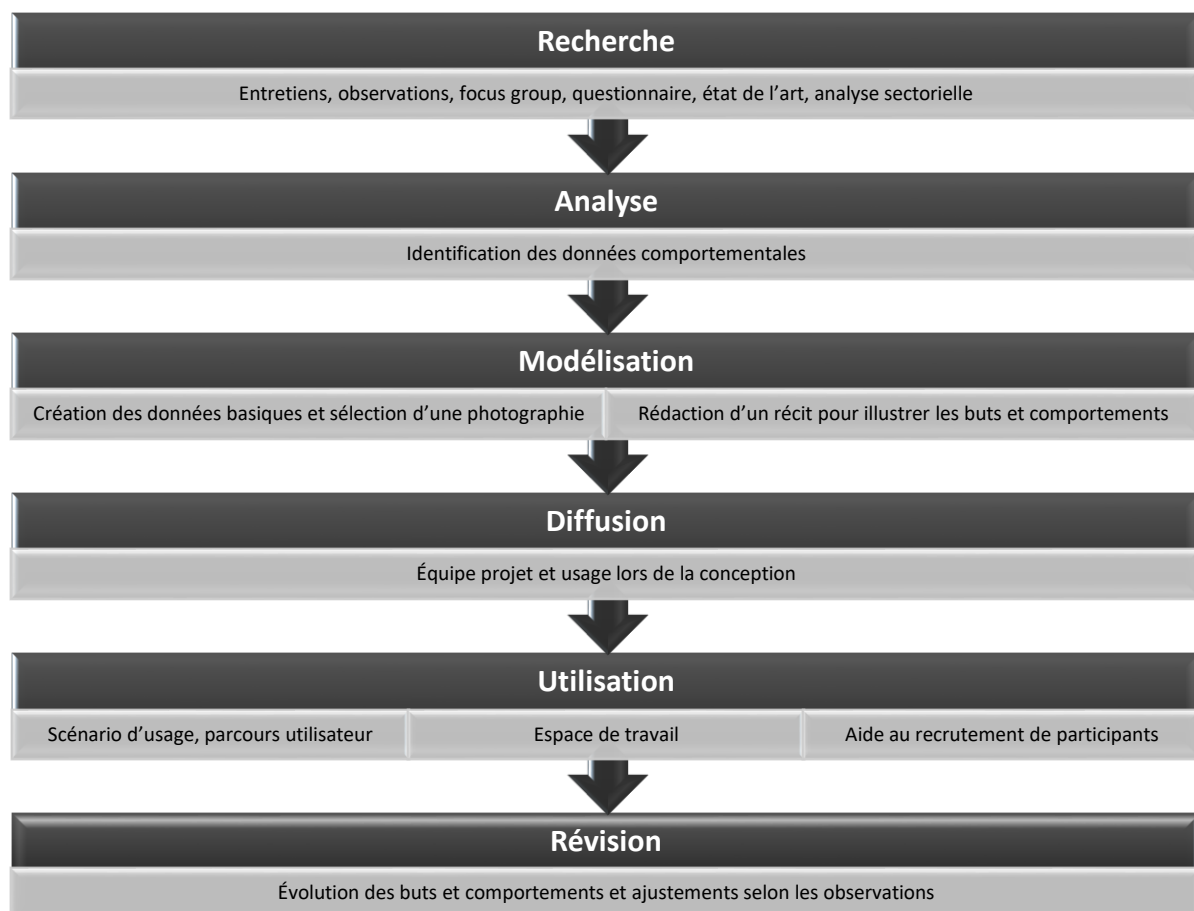 Recherche
Entretiens, observations, focus group, questionnaire, état de l’art, analyse sectorielle
Analyse
Identification des données comportementales
Modélisation
Création des données basiques et sélection d’une photographie
Rédaction d’un récit pour illustrer les buts et comportements
Diffusion
Équipe projet et usage lors de la conception
Utilisation
Scénario d’usage, parcours utilisateur
Espace de travail
Aide au recrutement de participants
Révision
Évolution des buts et comportements et ajustements selon les observations